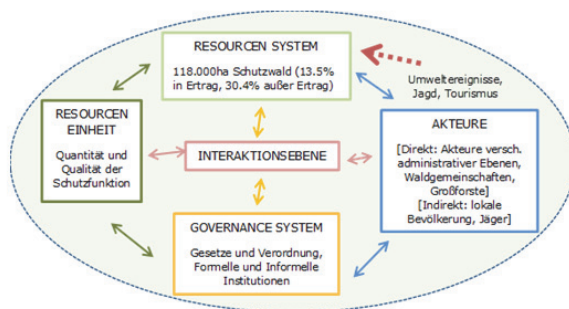 RESOURCEN SYSTEM
118.000ha Schutzwald (13.5%
in Ertrag, 30.4% außer Ertrag)
Umweltereignisse,
Jagd, Tourismus
RESOURCEN
EINHEIT
Quantität und
Qualität der
Schutzfunktion
INTERAKTIONSEBENE
AKTEURE
[Direkt: Akteure versch.
administrativer Ebenen,
Waldgemeinschaften,
Großforste]
[Indirekt: lokale
Bevölkerung, Jäger]
GOVERNANCE SYSTEM
Gesetze und Verordnung,
Formelle und Informelle
Institutionen